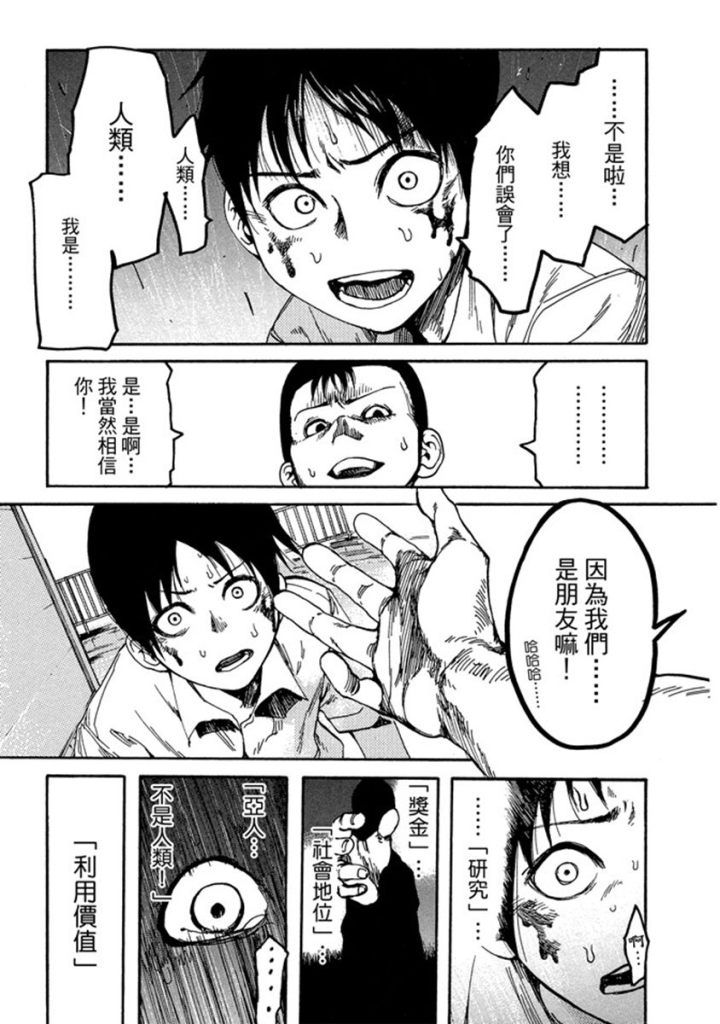 ……不是啦…
我想……
你們誤會了……
人類…
人類……
我是………
…………
是…是啊…
我當然相信
你！
因為我們……
是朋友嘛！
哈哈哈……
啊…
……「研究」…
「獎金」…
「社會地位」…
「亞人…
不是人類！」
…
「利用價值」